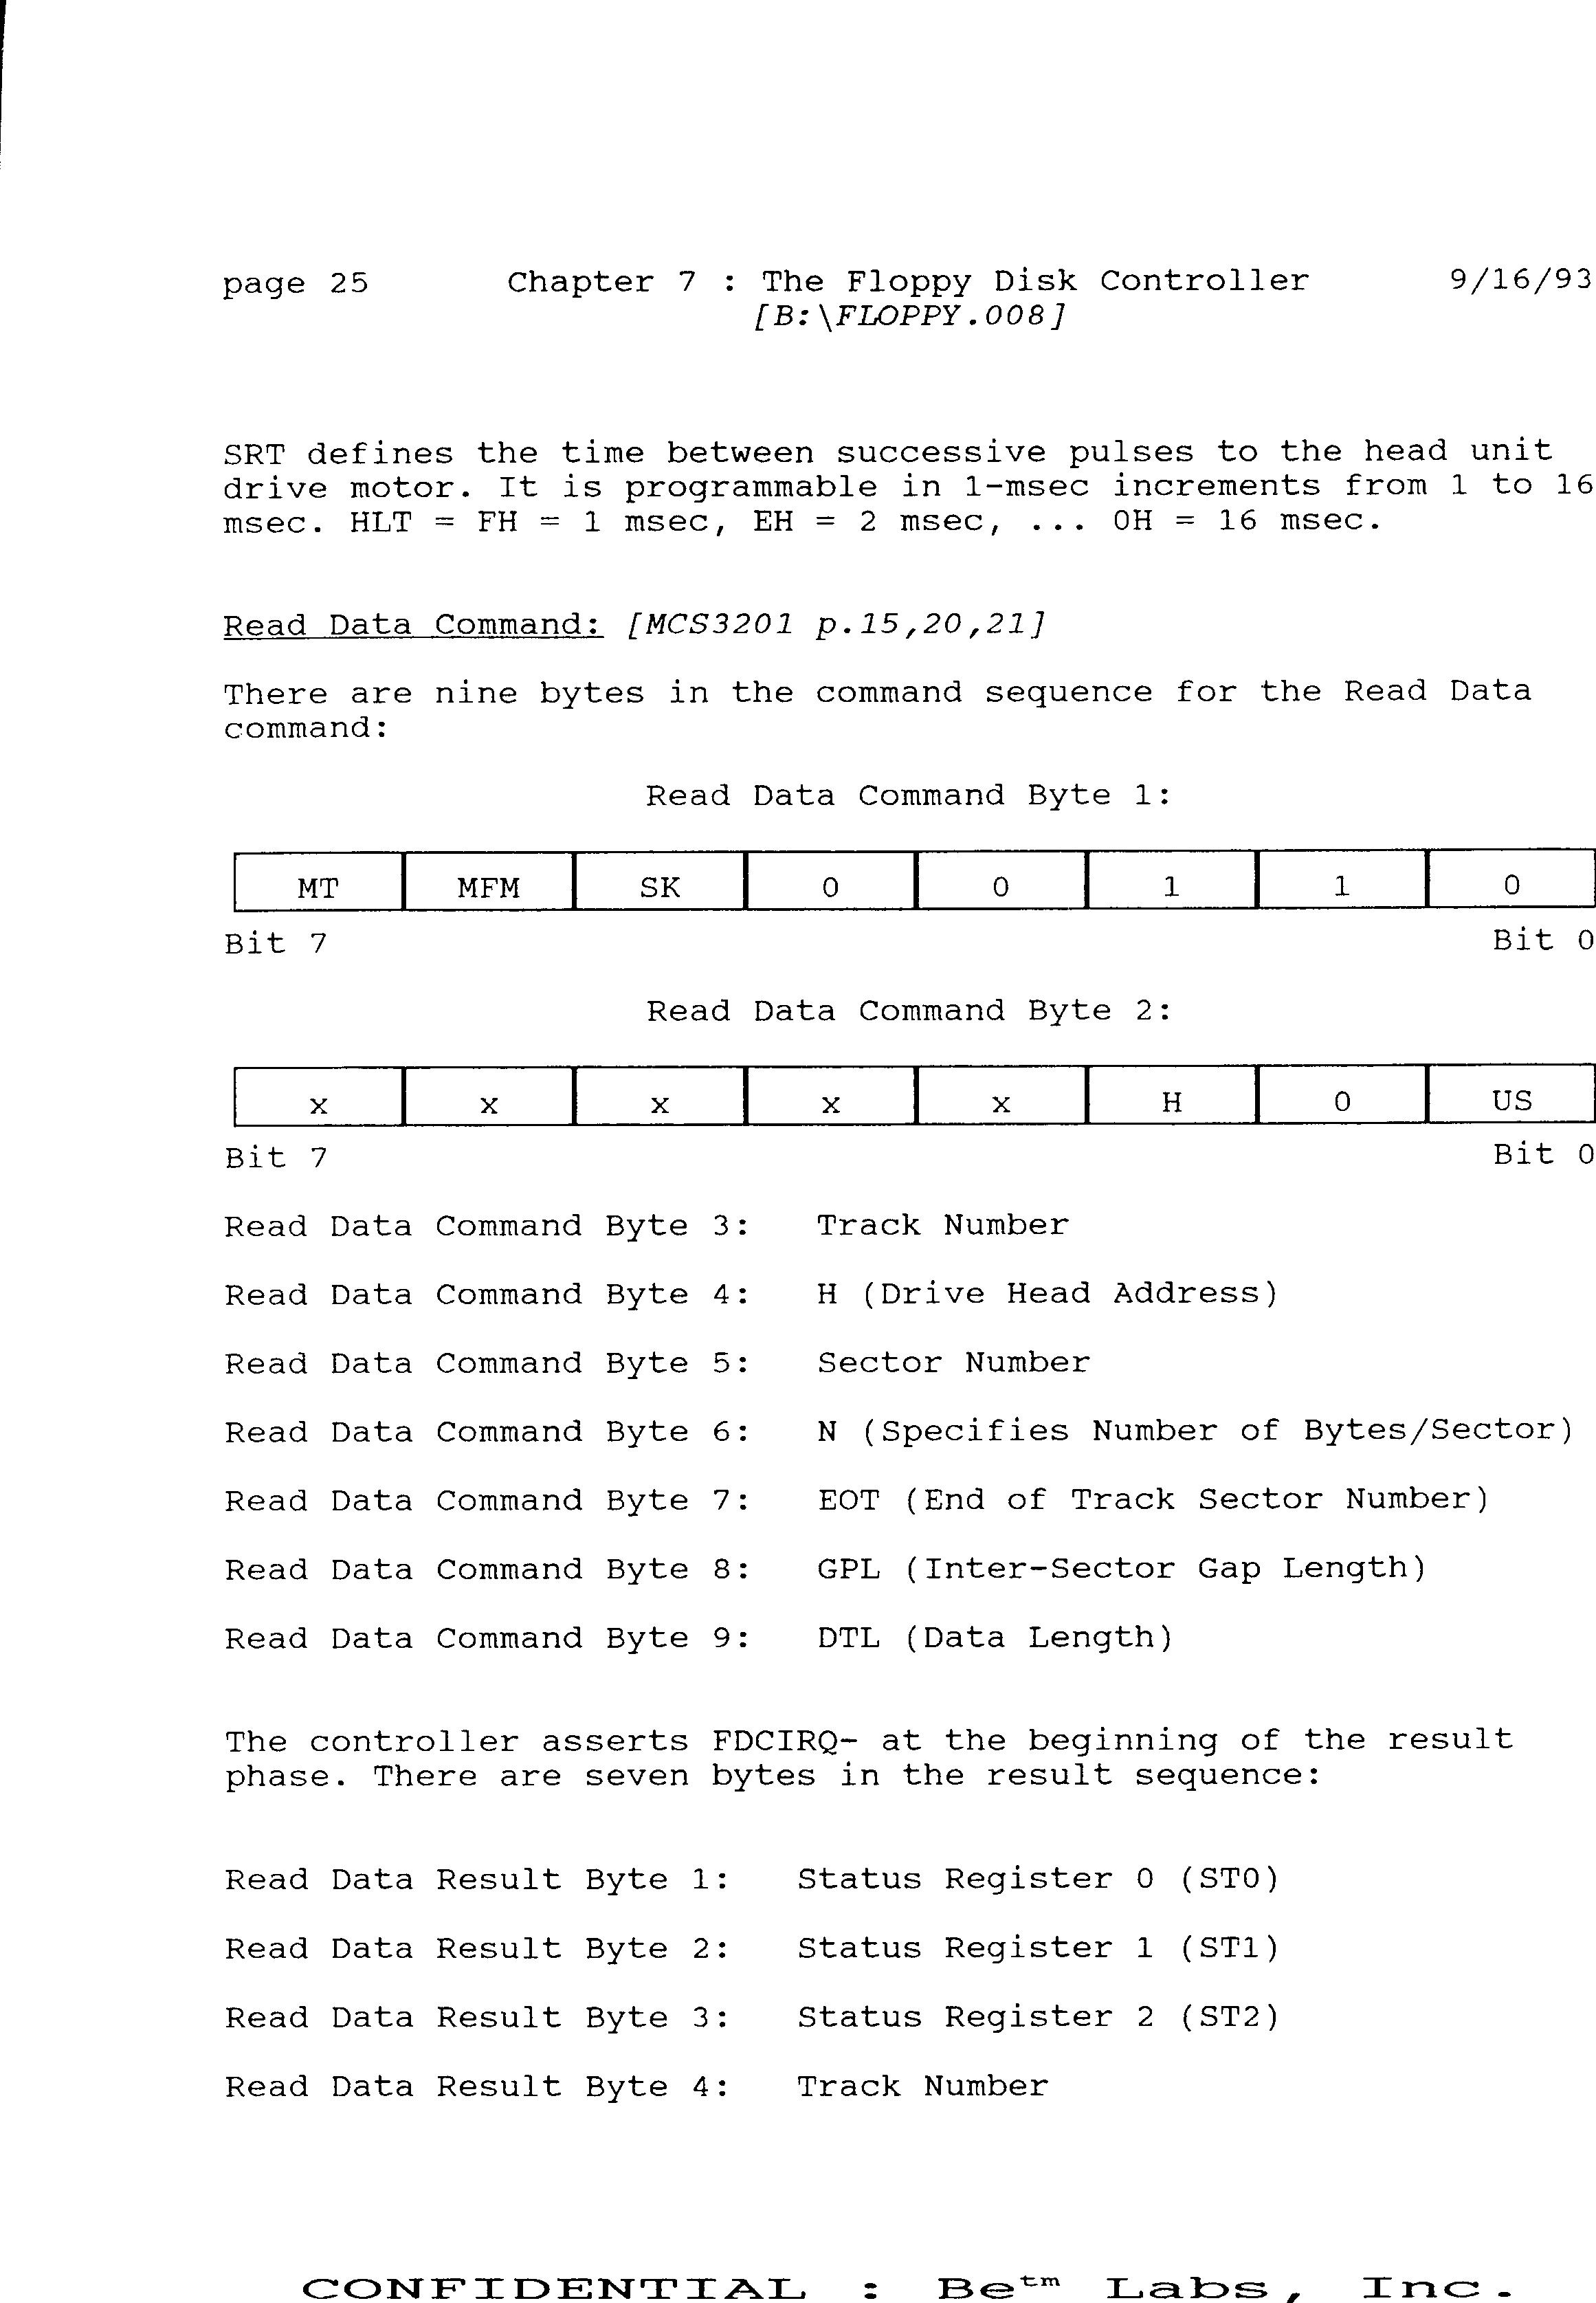 page 25 Chapter 7 : The Floppy Disk Controller 9/16/93
[B:\FLOPPY.008]
SRT defines the time between successive pulses to the head unit
drive motor. It is programmable in 1-msec increments from 1 to 16
msec. HLT = FH = 1 msec, EH = 2 msec, ... 0H = 16 msec.
Read Data Command: [MCS3201 p.15,20,21]
There are nine bytes in the command sequence for the Read Data
command:
Read Data Command Byte 1:
MT MFM SK 0 0 1 1 0
Bit 7 Bit 0
Read Data Command Byte 2:
x x x x x H 0 US
Bit 7 Bit 0
Read Data Command Byte 3: Track Number
Read Data Command Byte 4: H (Drive Head Address)
Read Data Command Byte 5: Sector Number
Read Data Command Byte 6: N (Specifies Number of Bytes/Sector)
Read Data Command Byte 7: EOT (End of Track Sector Number)
Read Data Command Byte 8: GPL (Inter-Sector Gap Length)
Read Data Command Byte 9: DTL (Data Length)
The controller asserts FDCIRQ- at the beginning of the result
phase. There are seven bytes in the result sequence:
Read Data Result Byte 1: Status Register 0 (ST0)
Read Data Result Byte 2: Status Register 1 (ST1)
Read Data Result Byte 3: Status Register 2 (ST2)
Read Data Result Byte 4: Track Number
CONFIDENTIAL : Be™ Labs, Inc.